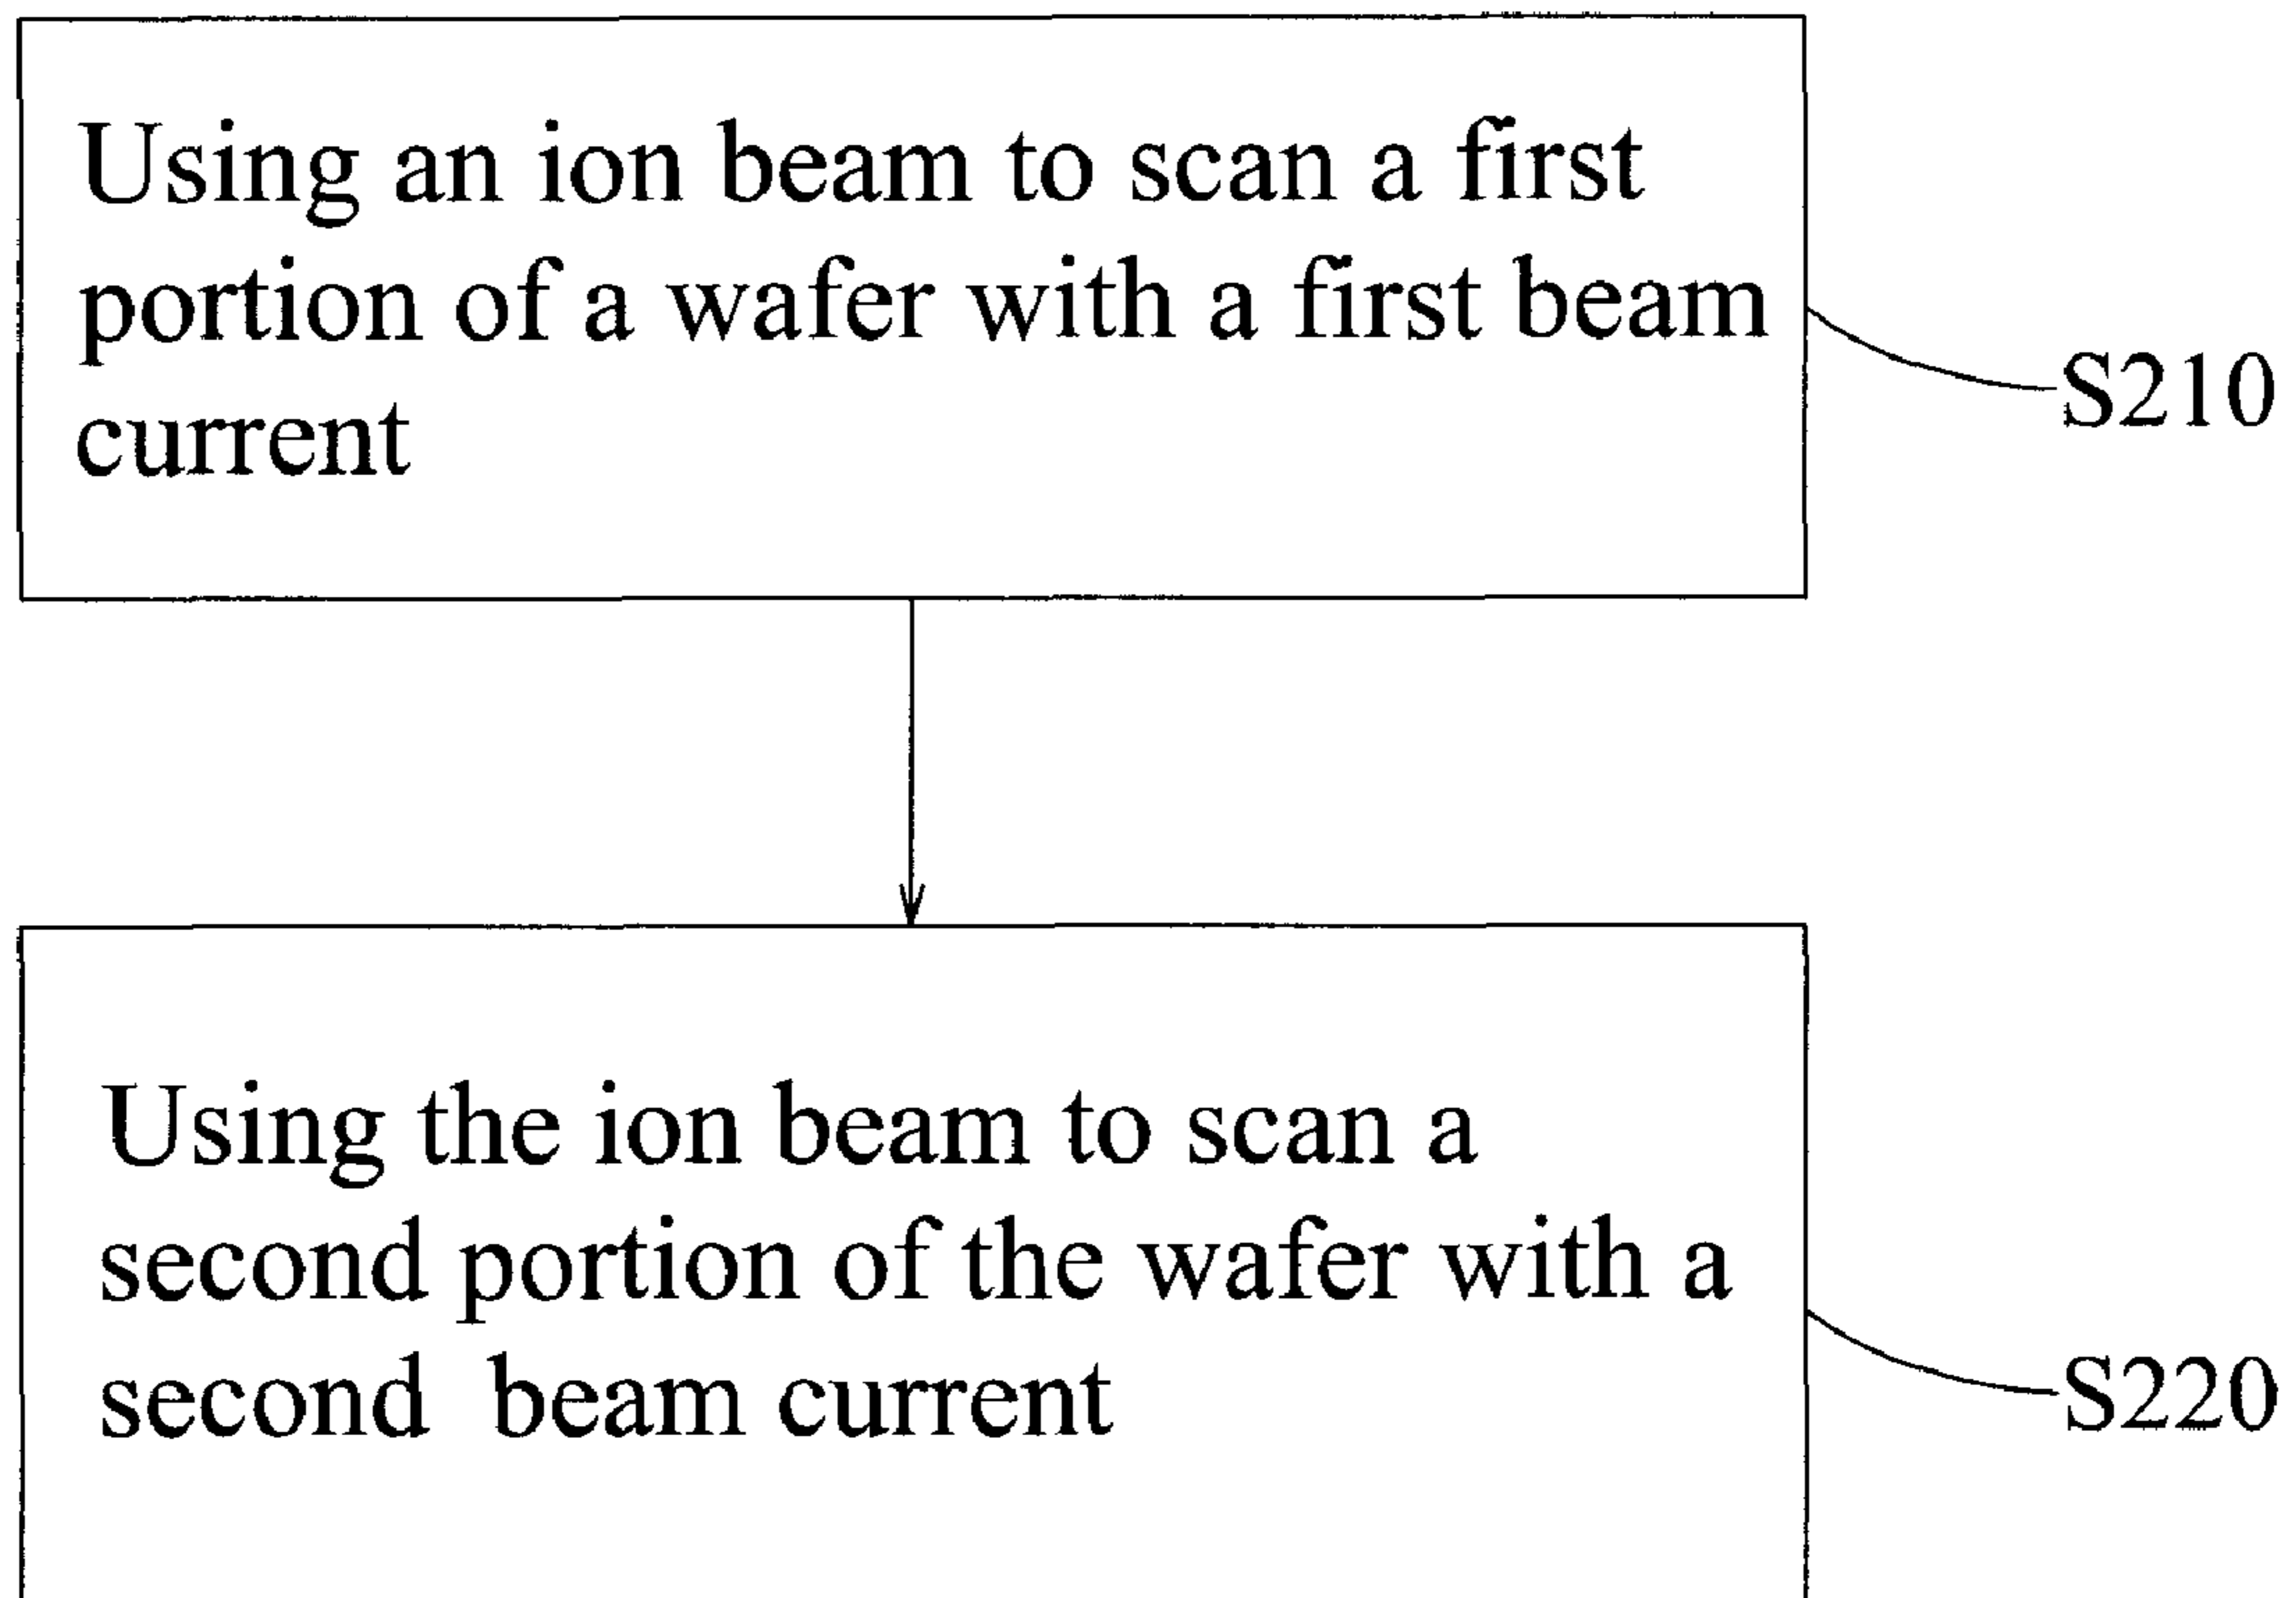 Using an ion beam to scan a first
portion of a wafer with a first beam
current
S210
Using the ion beam to scan a
second portion of the wafer with a
second beam current
S220